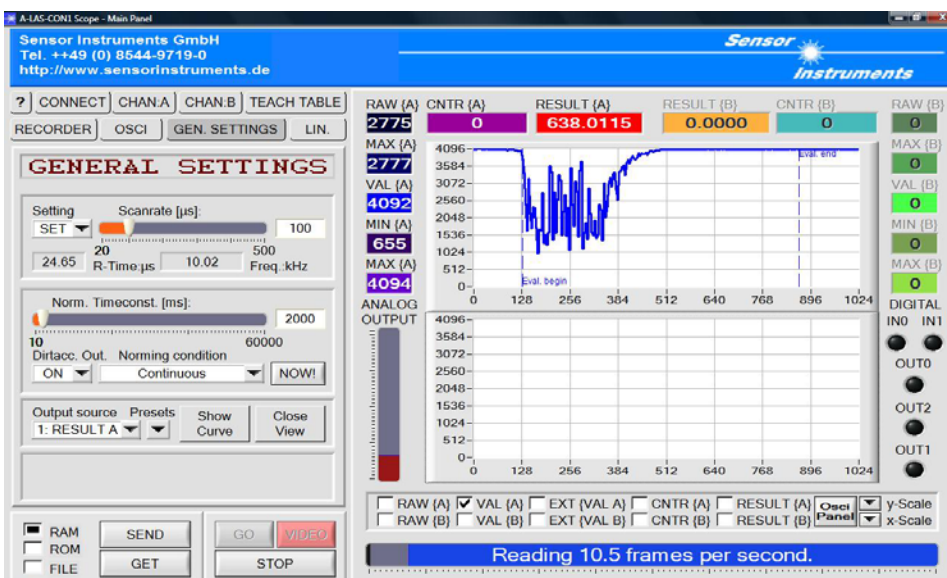 A-LAS-CON1 Scope - Main Panel
Sensor Instruments GmbH
Tel. ++49 (0) 8544-9719-0
http://www.sensorinstruments.de
Sensor
Instruments
? CONNECT CHAN:A CHAN:B TEACH TABLE
RECORDER OSCI GEN. SETTINGS LIN.
GENERAL SETTINGS
Setting Scanrate [µs]:
SET 100
20 500
24.65 R-Time:µs 10.02 Freq.:kHz
Norm. Timeconst. [ms]:
2000
10 60000
Dirtacc. Out. Norming condition
ON Continuous NOW!
Output source Presets
1: RESULT A
Show Curve
Close View
RAM
ROM
FILE
SEND GO VIDEO
GET STOP
RAW {A} CNTR {A} RESULT {A} RESULT {B} CNTR {B} RAW {B}
2775 0 638.0115 0.0000 0 0
MAX {A}
2777
VAL {A}
4092
MIN {A}
655
MAX {A}
4094
ANALOG
OUTPUT
4096
3584
3072
2560
2048
1536
1024
512
0
Eval. begin
Eval. end
0 128 256 384 512 640 768 896 1024
4096
3584
3072
2560
2048
1536
1024
512
0
0 128 256 384 512 640 768 896 1024
MAX {B}
0
VAL {B}
0
MIN {B}
0
MAX {B}
0
DIGITAL
IN0 IN1
OUT0
OUT2
OUT1
RAW {A} VAL {A} EXT {VAL A} CNTR {A} RESULT {A}
RAW {B} VAL {B} EXT {VAL B} CNTR {B} RESULT {B}
Osci
Panel
y-Scale
x-Scale
Reading 10.5 frames per second.